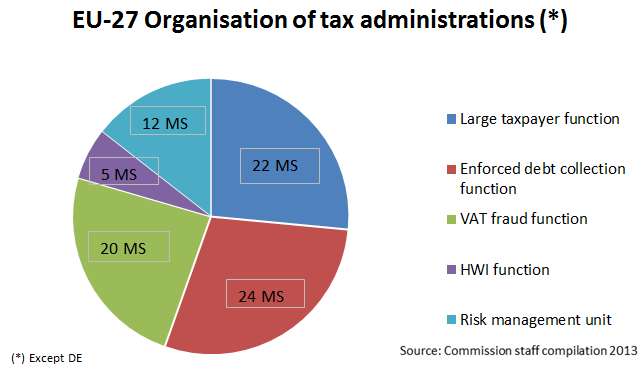 EU-27 Organisation of tax administrations (*)
12 MS
22 MS
5 MS
20 MS
24 MS
Large taxpayer function
Enforced debt collection
function
VAT fraud function
HWI function
Risk management unit
(*) Except DE
Source: Commission staff compilation 2013